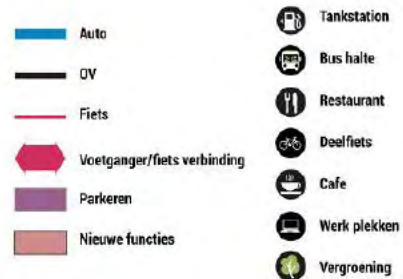 Auto
OV
Fiets
Voetganger/fiets verbinding
Parkeren
Nieuwe functies
Tankstation
Bus halte
Restaurant
Deelfiets
Cafe
Werk plekken
Vergroening